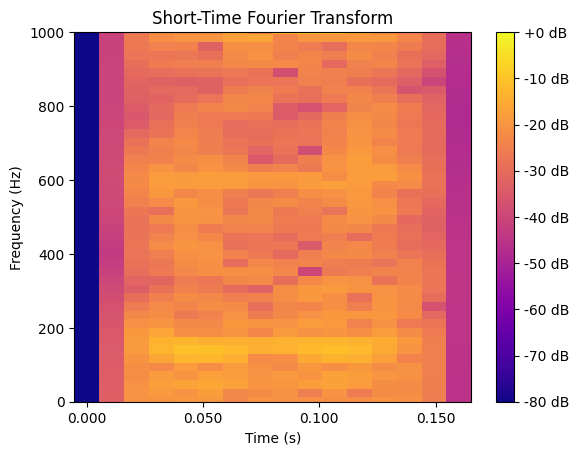 Short-Time Fourier Transform
1000
800
600
400
200
0
Frequency (Hz)
0.000
0.050
0.100
0.150
Time (s)
+0 dB
-10 dB
-20 dB
-30 dB
-40 dB
-50 dB
-60 dB
-70 dB
-80 dB